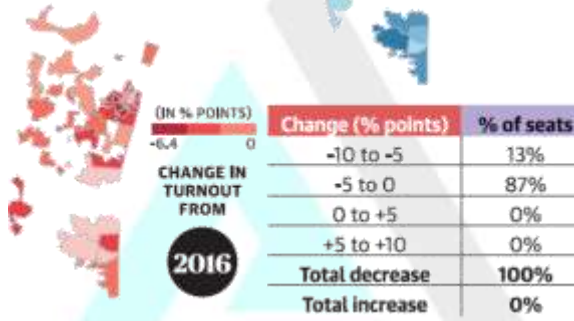 (IN % POINTS)
-6.4 0
CHANGE IN
TURNOUT
FROM
2016
Change (% points) % of seats
-10 to -5 13%
-5 to 0 87%
0 to +5 0%
+5 to +10 0%
Total decrease 100%
Total increase 0%